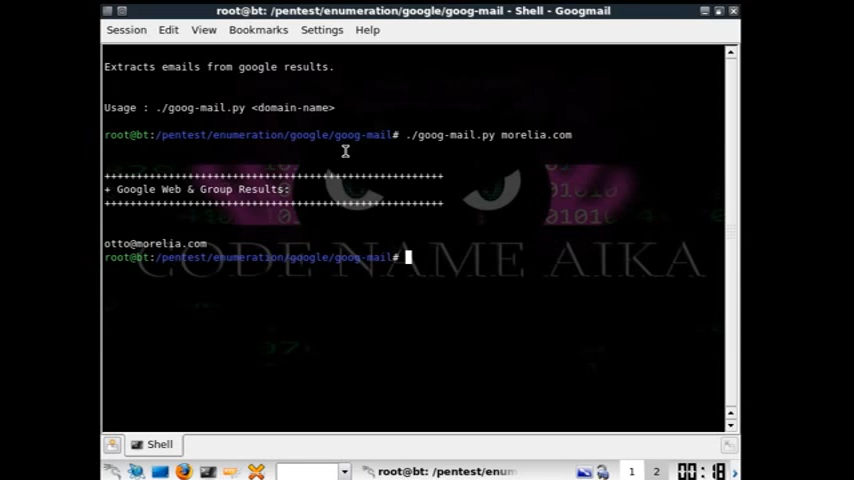 root@bt: /pentest/enumeration/google/goog-mail - Shell - Googmail
Session Edit View Bookmarks Settings Help
Extracts emails from google results.
Usage : ./goog-mail.py <domain-name>
root@bt:/pentest/enumeration/google/goog-mail# ./goog-mail.py morelia.com
+++++++++++++++++++++++++++++++++++++++++++++++++++++
+ Google Web & Group Results:
+++++++++++++++++++++++++++++++++++++++++++++++++++++
otto@morelia.com
root@bt:/pentest/enumeration/google/goog-mail#
CODE NAME AIKA
Shell
root@bt: /pentest/enum
1 2 00:18